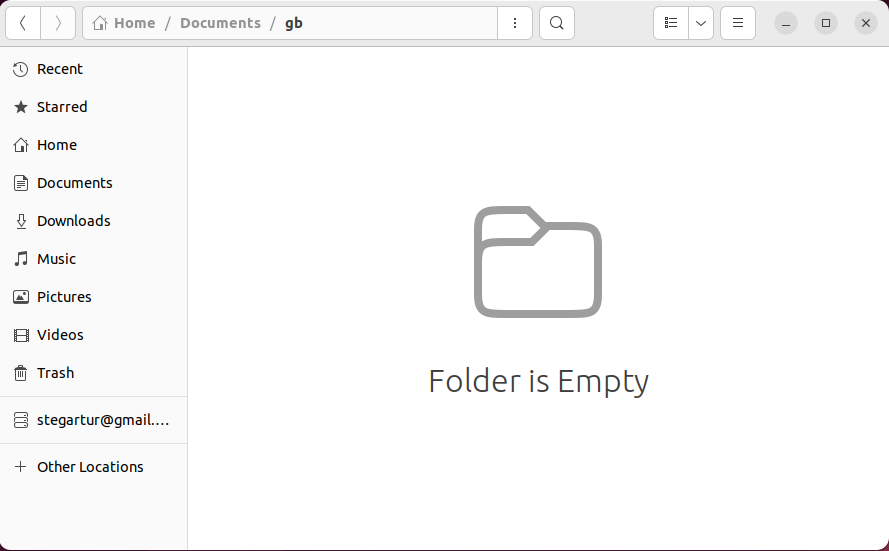 Home / Documents / gb
Recent
Starred
Home
Documents
Downloads
Music
Pictures
Videos
Trash
stegartur@gmail.…
Other Locations
Folder is Empty